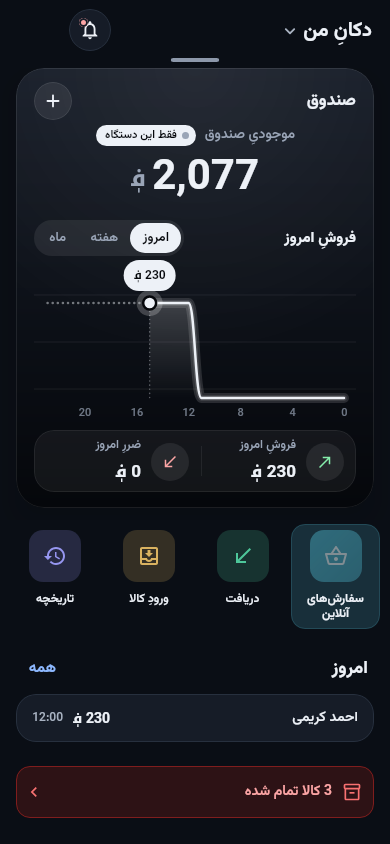 دکانِ من
صندوق
موجودیِ صندوق
فقط این دستگاه
2,077 ؋
فروشِ امروز
امروز
هفته
ماه
230 ؋
0 4 8 12 16 20
فروشِ امروز
230 ؋
ضررِ امروز
0 ؋
سفارش‌های
آنلاین
دریافت
ورودِ کالا
تاریخچه
امروز
همه
احمد کریمی
230 ؋
12:00
3 کالا تمام شده